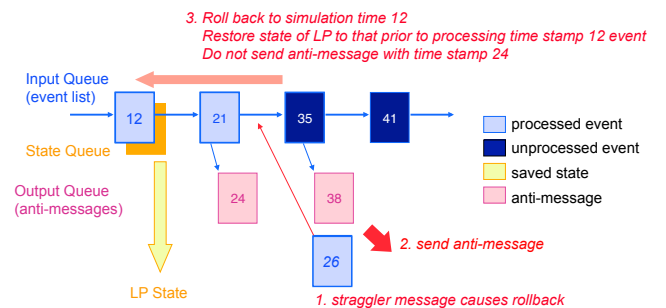 3. Roll back to simulation time 12
Restore state of LP to that prior to processing time stamp 12 event
Do not send anti-message with time stamp 24
Input Queue
(event list)
12
21
35
41
State Queue
Output Queue
(anti-messages)
24
38
processed event
unprocessed event
saved state
anti-message
2. send anti-message
26
LP State
1. straggler message causes rollback